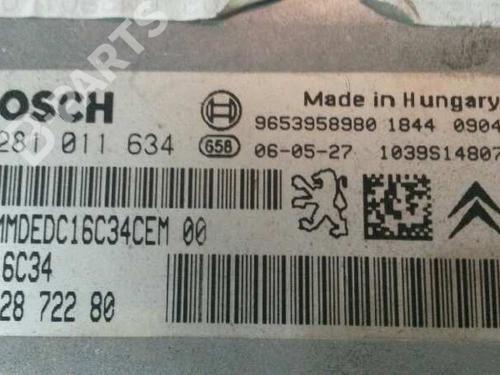 OSCH
Made in Hungary
281 011 634
658
9653958980 1844 0904
06-05-27 1039S14807
MMDEDC16C34CEM 00
6C34
28 722 80
PARTS